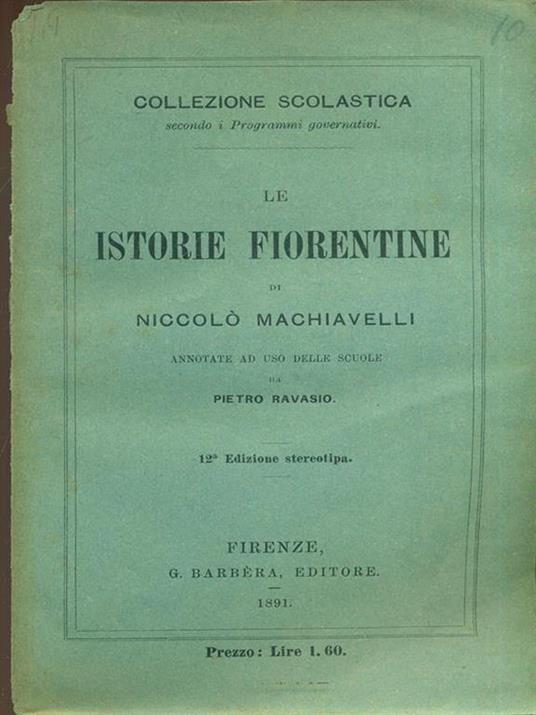 10
COLLEZIONE SCOLASTICA
secondo i Programmi governativi.
LE
ISTORIE FIORENTINE
DI
NICCOLÒ MACHIAVELLI
ANNOTATE AD USO DELLE SCUOLE
DA
PIETRO RAVASIO.
12ª Edizione stereotipa.
FIRENZE,
G. BARBÈRA, EDITORE.
1891.
Prezzo: Lire 1. 60.